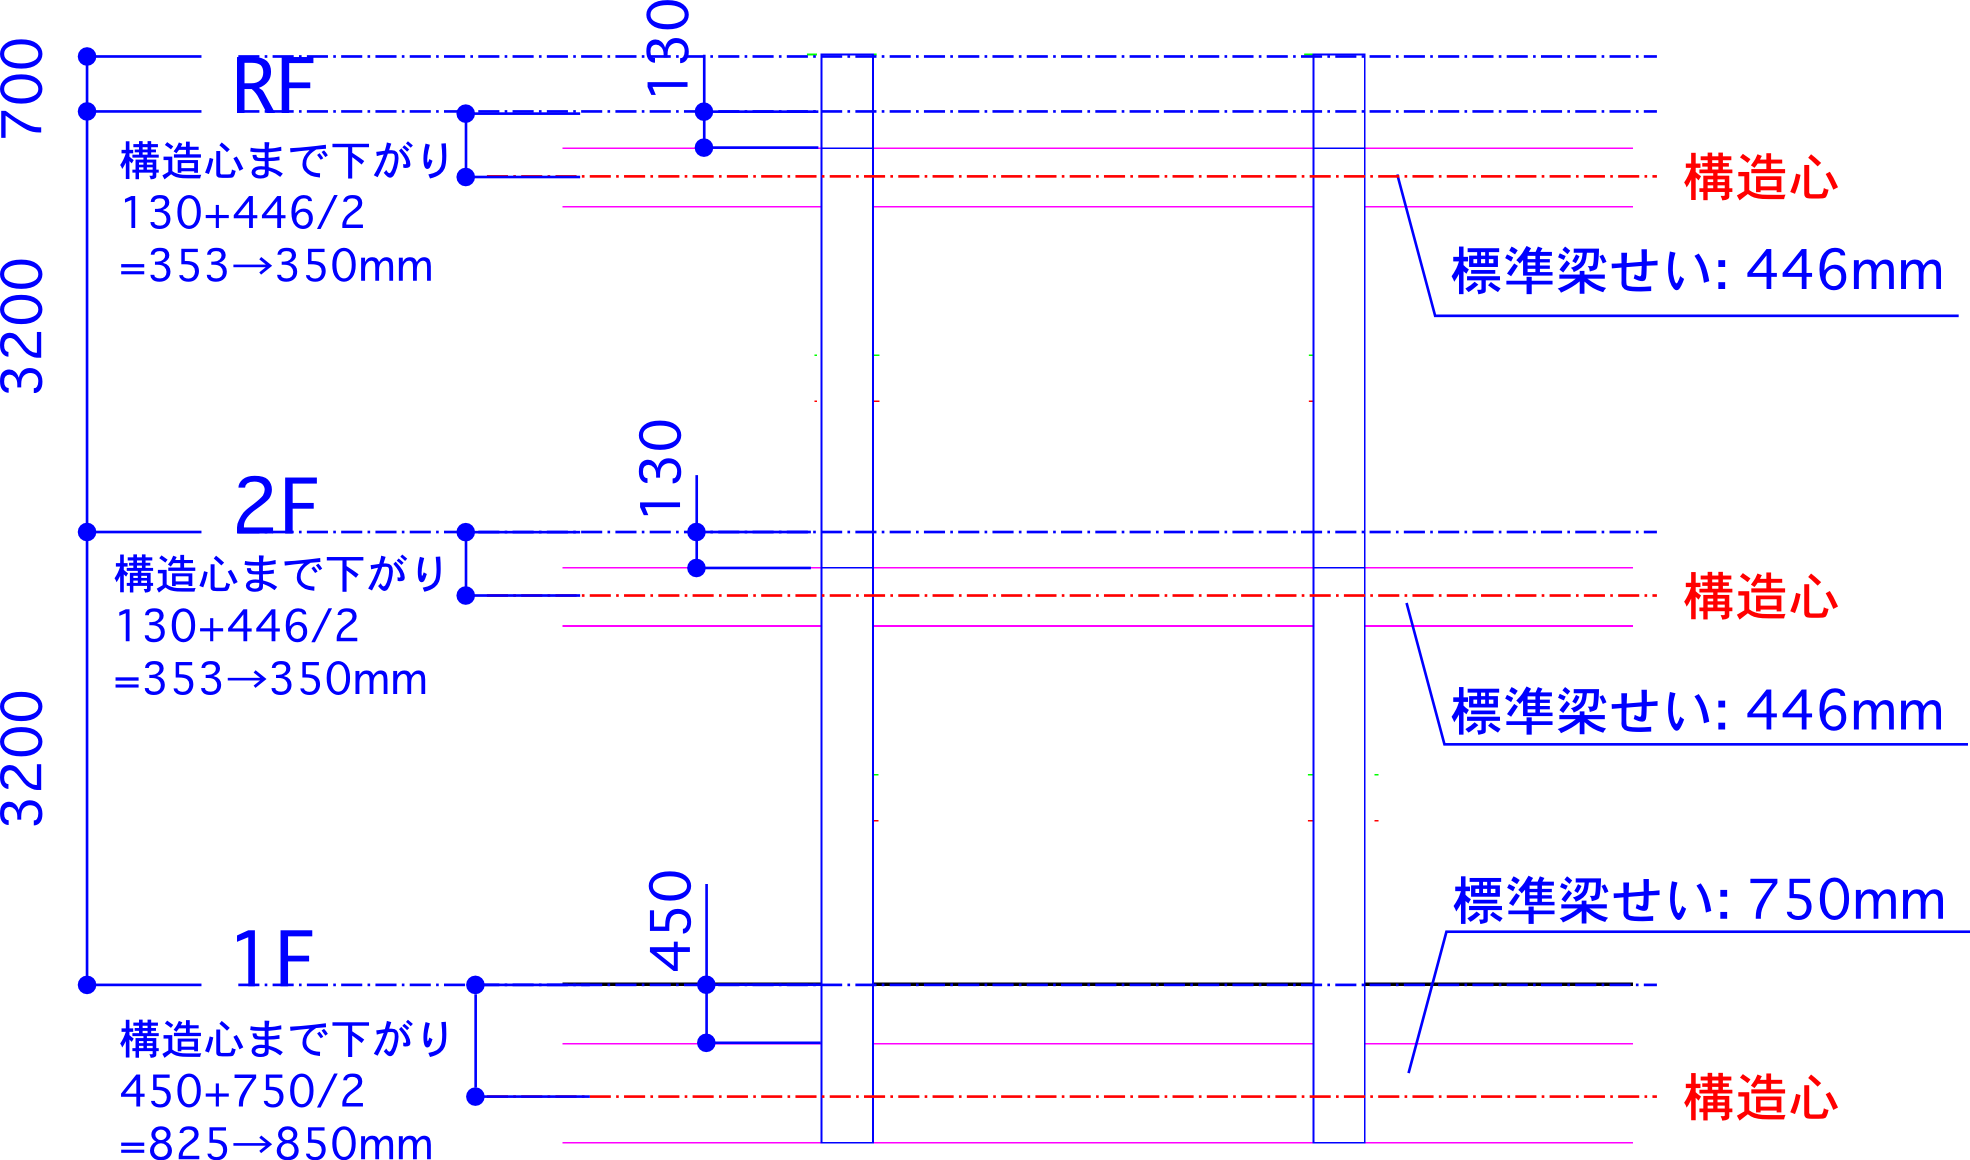 700
130
RF
構造心まで下がり
130+446/2
=353→350mm
構造心
標準梁せい: 446mm
3200
130
2F
構造心まで下がり
130+446/2
=353→350mm
構造心
標準梁せい: 446mm
3200
450
標準梁せい: 750mm
1F
構造心まで下がり
450+750/2
=825→850mm
構造心